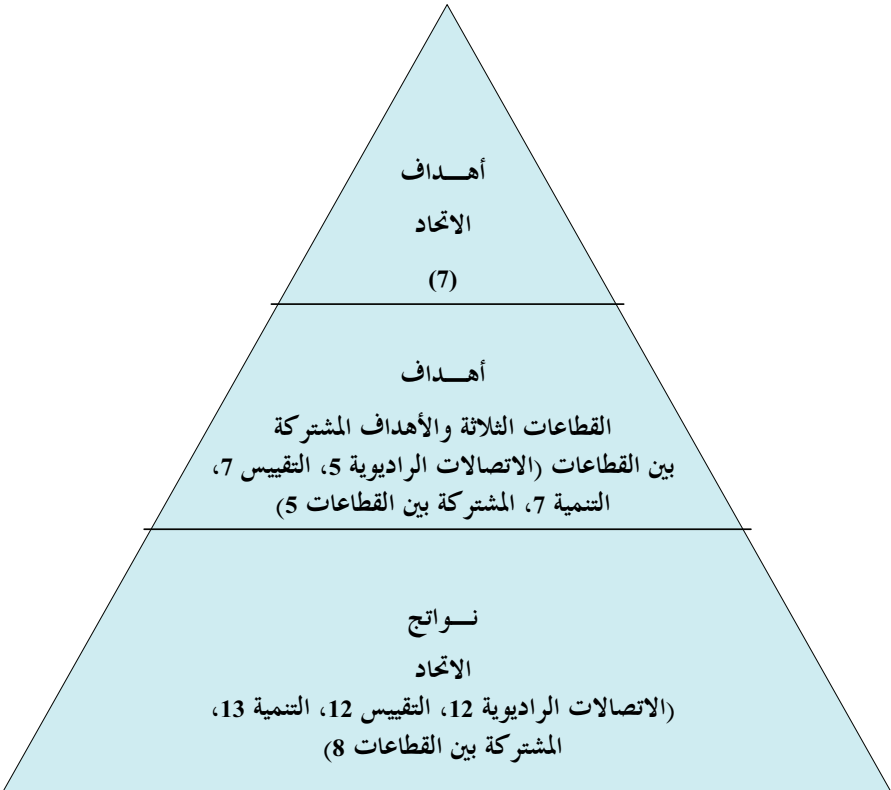 أهـــداف
الاتحاد
(7)
أهـــداف
القطاعات الثلاثة والأهداف المشتركة
بين القطاعات (الاتصالات الراديوية 5، التقييس 7،
التنمية 7، المشتركة بين القطاعات 5)
نـــواتج
الاتحاد
(الاتصالات الراديوية 12، التقييس 12، التنمية 13،
المشتركة بين القطاعات 8)